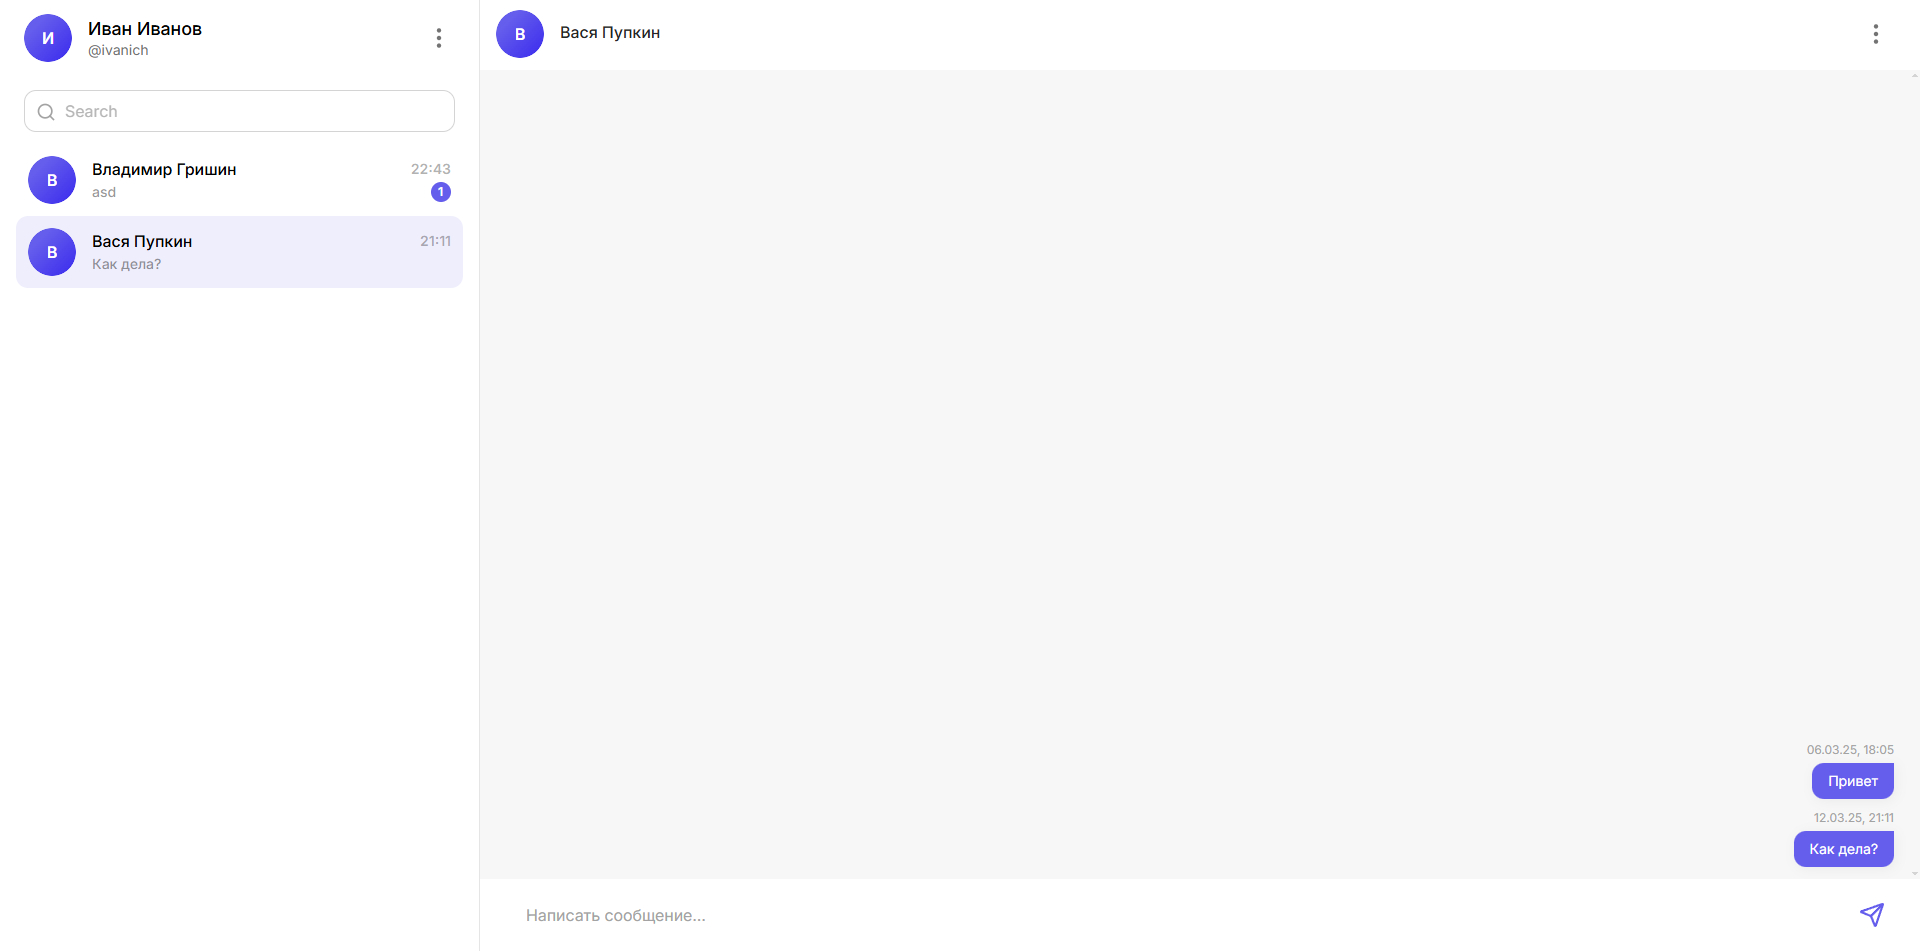 И
Иван Иванов
@ivanich
Search
В
Владимир Гришин
22:43
asd
1
В
Вася Пупкин
21:11
Как дела?
В
Вася Пупкин
06.03.25, 18:05
Привет
12.03.25, 21:11
Как дела?
Написать сообщение...